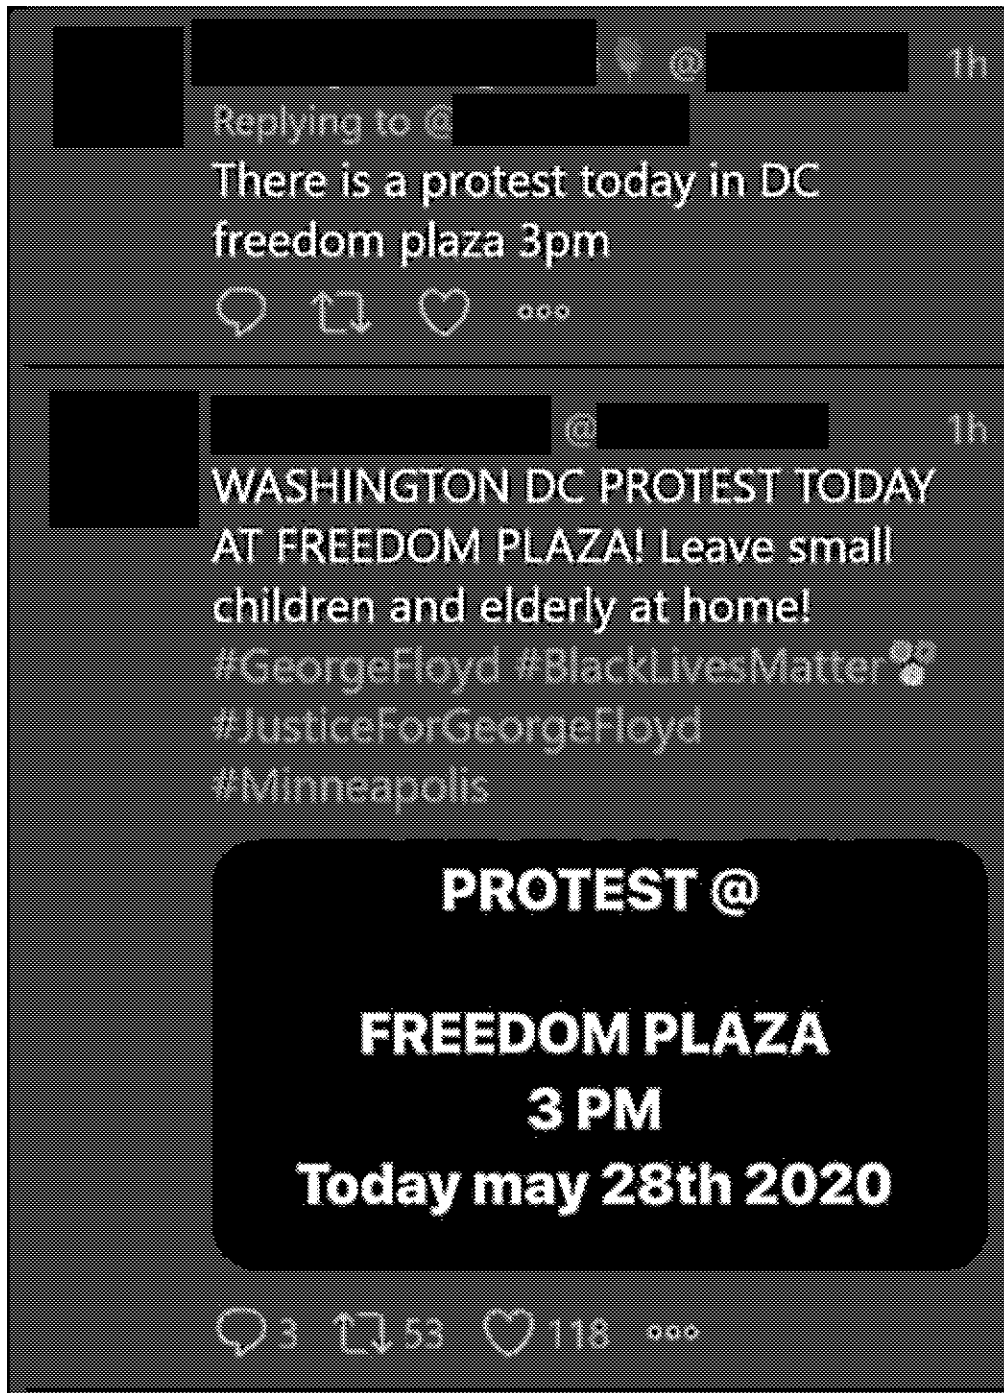 @ 1h
Replying to @
There is a protest today in DC
freedom plaza 3pm
@ 1h
WASHINGTON DC PROTEST TODAY
AT FREEDOM PLAZA! Leave small
children and elderly at home!
#GeorgeFloyd #BlackLivesMatter
#JusticeForGeorgeFloyd
#Minneapolis
PROTEST @
FREEDOM PLAZA
3 PM
Today may 28th 2020
3 53 118